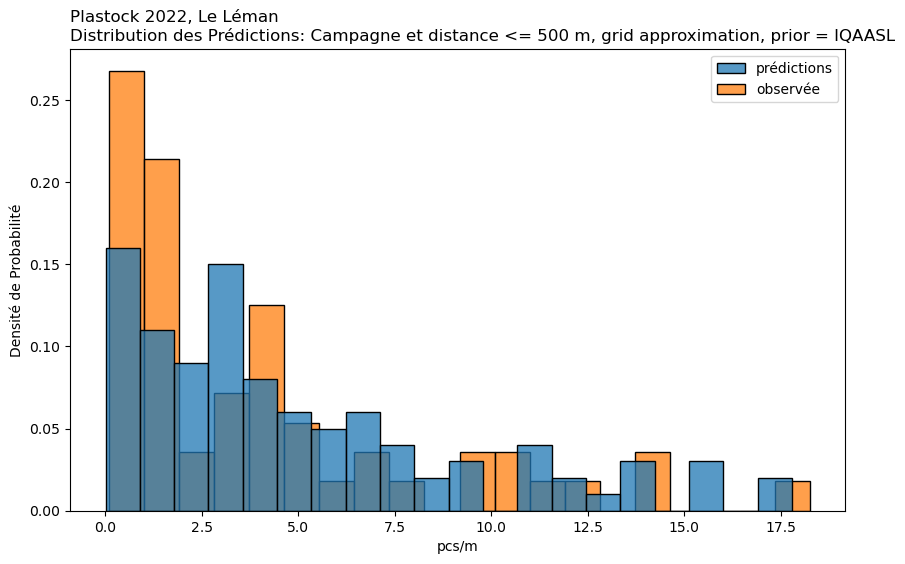 Plastock 2022, Le Léman
Distribution des Prédictions: Campagne et distance <= 500 m, grid approximation, prior = IQAASL
prédictions
observée
Densité de Probabilité
0.25
0.20
0.15
0.10
0.05
0.00
0.0 2.5 5.0 7.5 10.0 12.5 15.0 17.5
pcs/m